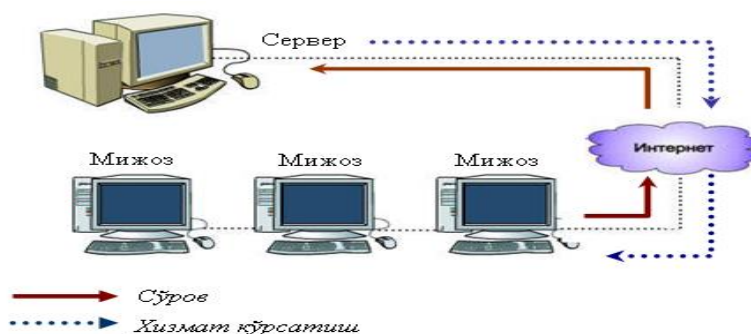 Сервер
Интернет
Мижоз Мижоз Мижоз
Сўров
Хизмат кўрсатиш